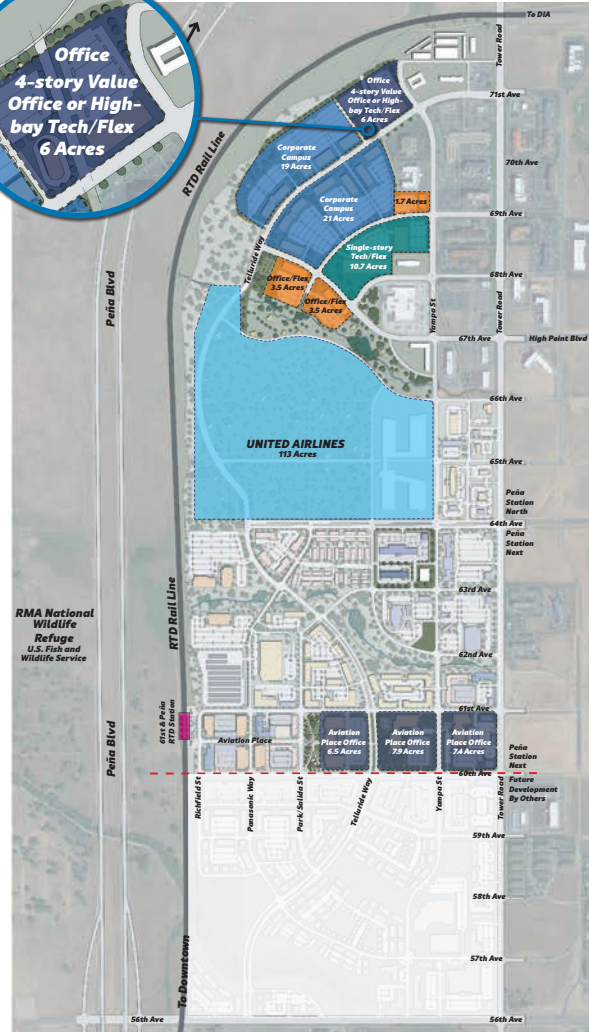 Office
4-story Value
Office or High-
bay Tech/Flex
6 Acres
To DIA
Tower Road
Office
4-story Value
Office or High-
bay Tech/Flex
6 Acres
71st Ave
RTD Rail Line
Corporate
Campus
19 Acres
70th Ave
Corporate
Campus
21 Acres
1.7 Acres
69th Ave
Telluride Way
Single-story
Tech/Flex
10.7 Acres
Office/Flex
3.5 Acres
Office/Flex
3.5 Acres
68th Ave
Peña Blvd
Yampa St
Tower Road
67th Ave
High Point Blvd
66th Ave
UNITED AIRLINES
113 Acres
65th Ave
Peña
Station
North
64th Ave
Peña
Station
Next
RTD Rail Line
63rd Ave
RMA National
Wildlife
Refuge
U.S. Fish and
Wildlife Service
62nd Ave
61st & Peña
RTD Station
61st Ave
Peña Blvd
Aviation Place
Aviation
Place Office
6.5 Acres
Aviation
Place Office
7.9 Acres
Aviation
Place Office
7.4 Acres
Peña
Station
Next
60th Ave
Future
Development
By Others
Richfield St
Panasonic Way
Park/Salida St
Telluride Way
Yampa St
Tower Road
59th Ave
58th Ave
57th Ave
To Downtown
56th Ave
56th Ave